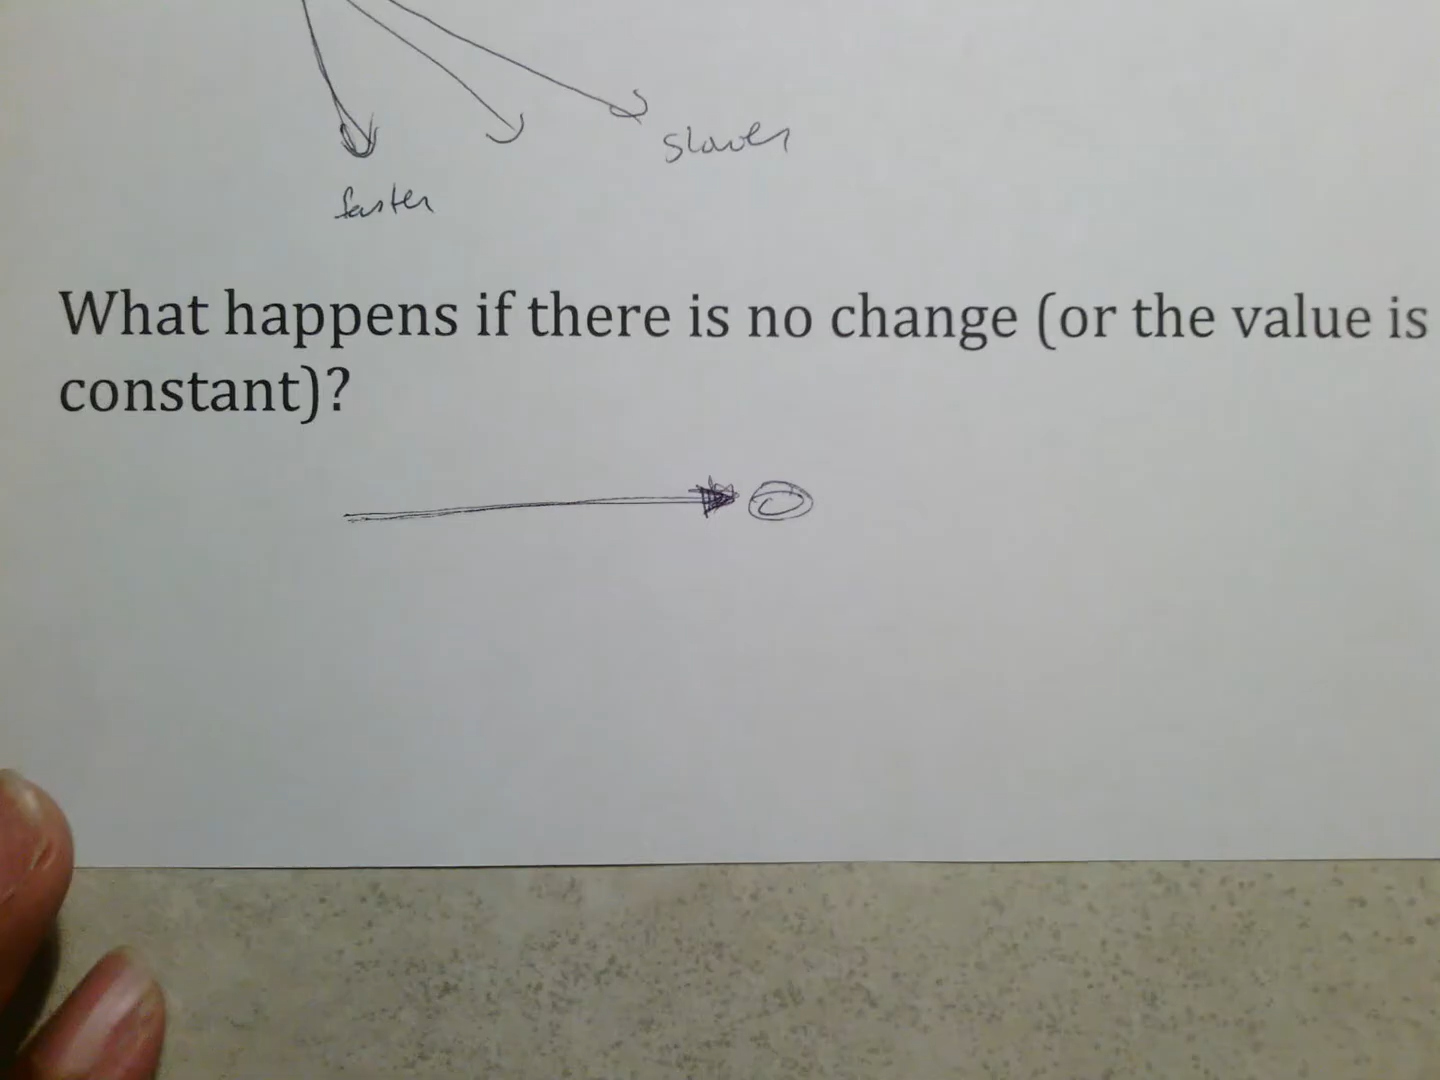 slower
faster
What happens if there is no change (or the value is
constant)?